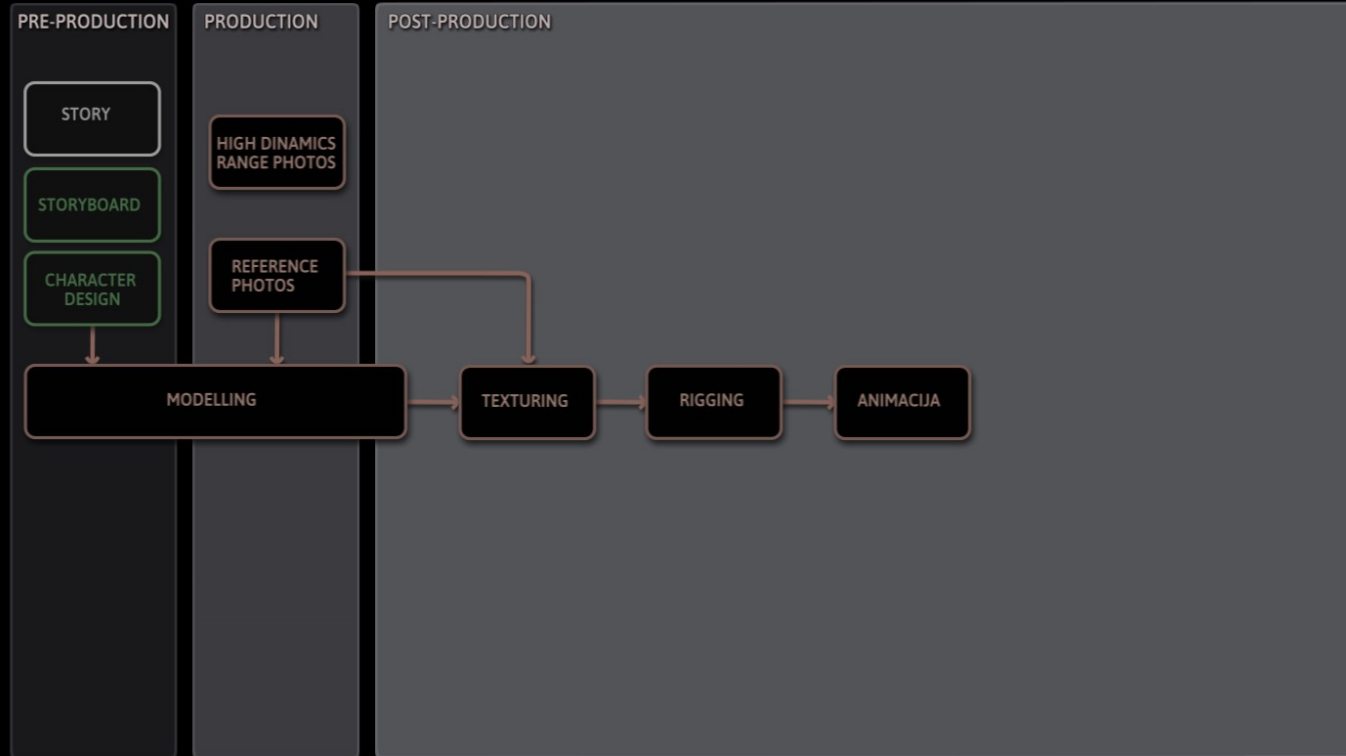 PRE-PRODUCTION
PRODUCTION
POST-PRODUCTION
STORY
HIGH DINAMICS
RANGE PHOTOS
STORYBOARD
REFERENCE
PHOTOS
CHARACTER
DESIGN
MODELLING
TEXTURING
RIGGING
ANIMACIJA